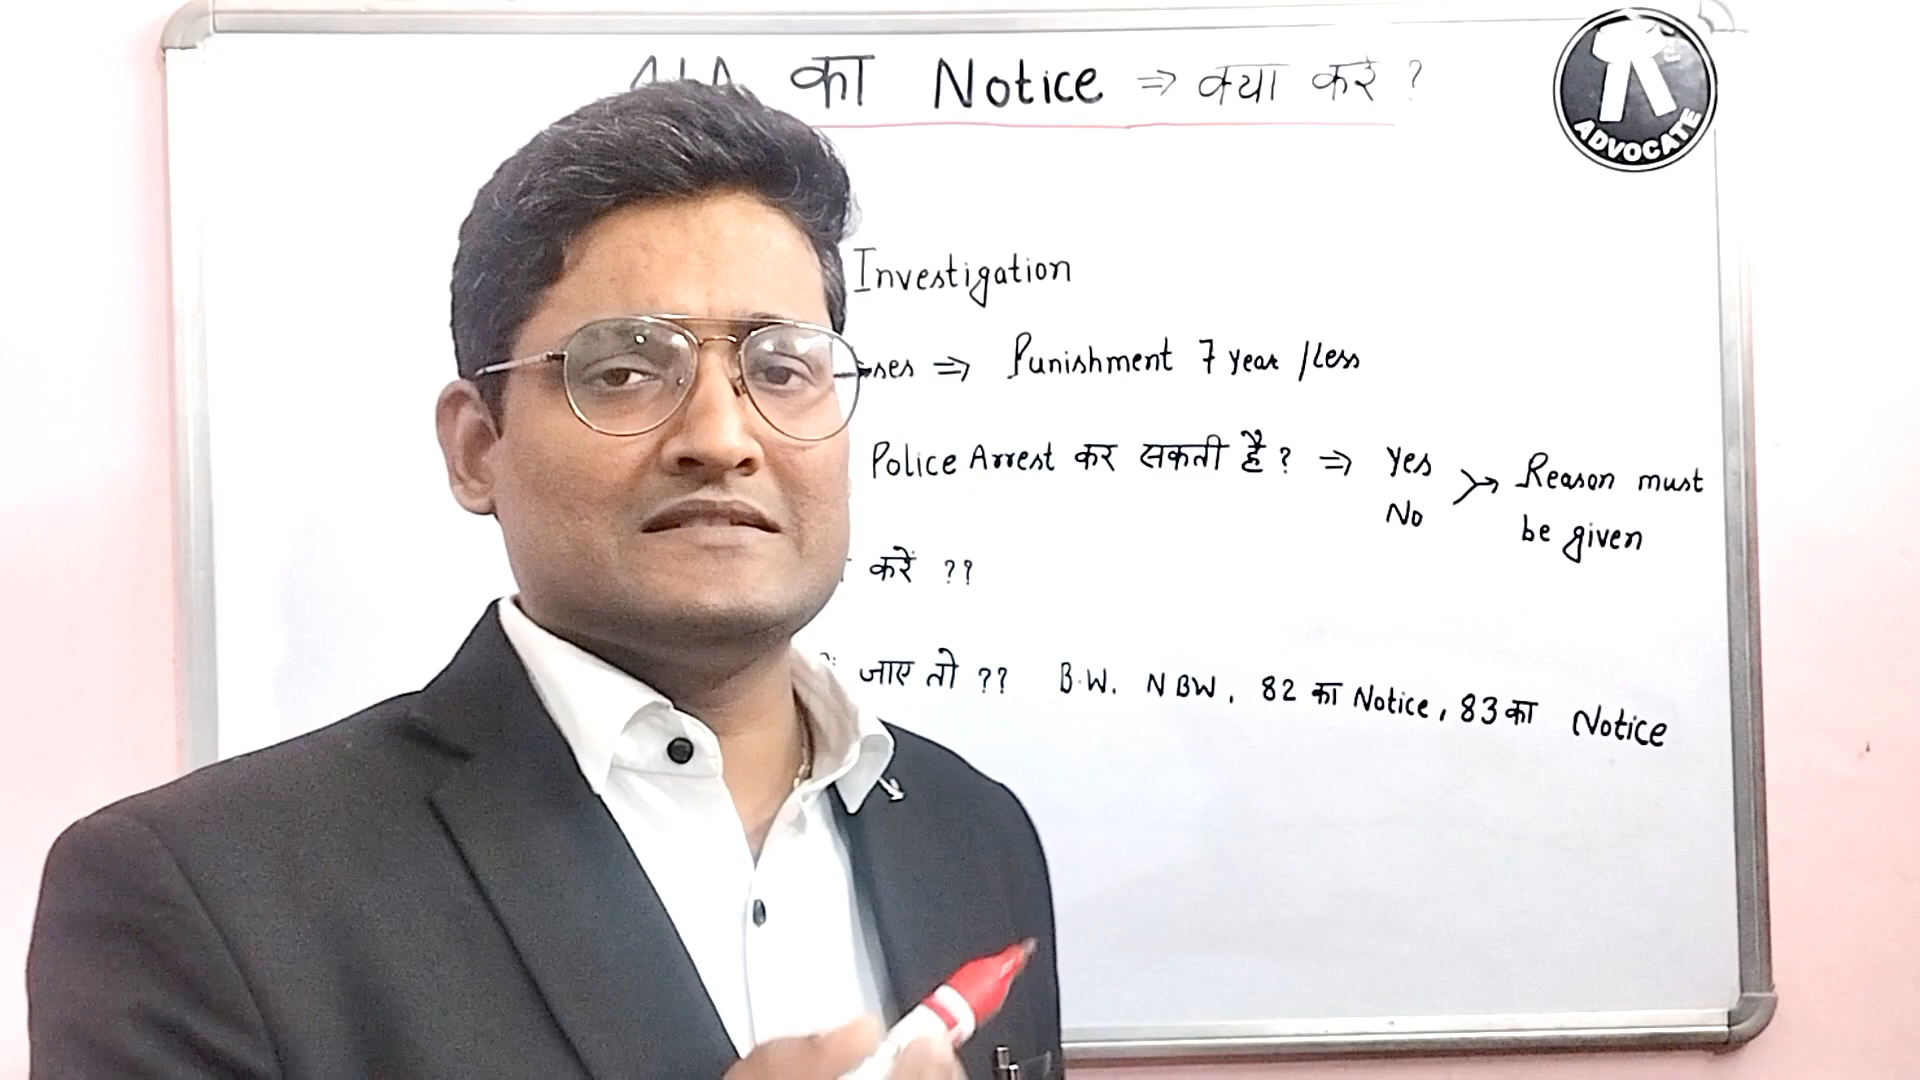 का Notice ⇒ क्या करें ?
ADVOCATE
Investigation
⇒ Punishment 7 year / Less
Police Arrest कर सकती है ? ⇒ Yes No Reason must be given
करें ??
जाए तो ?? B.W. NBW, 82 का Notice, 83 का Notice